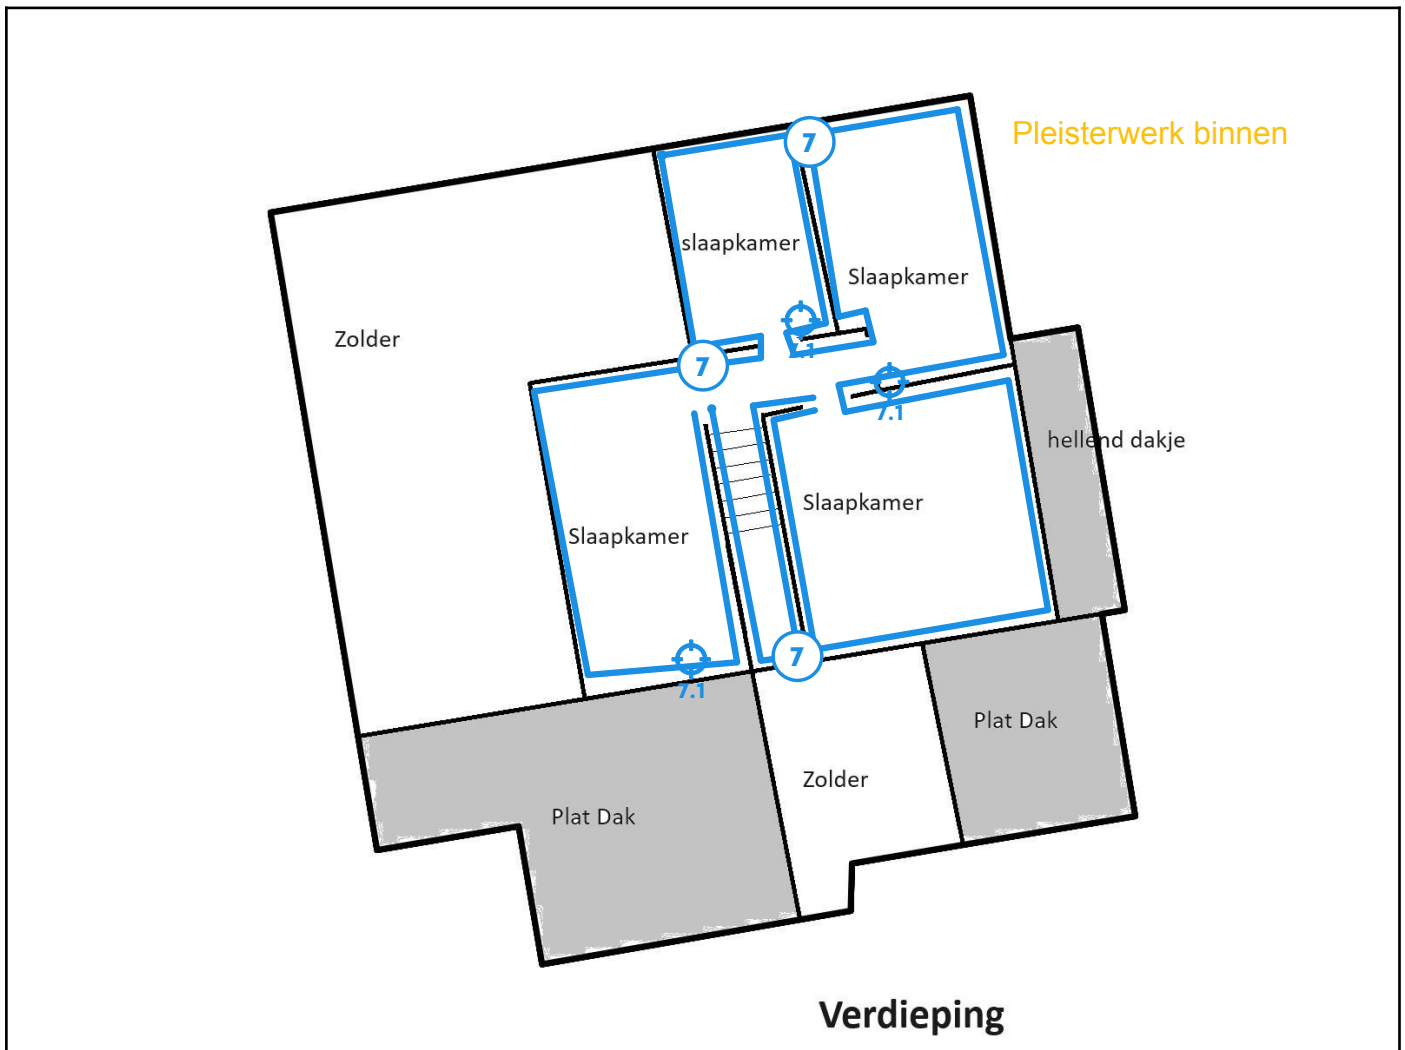 7
Pleisterwerk binnen
slaapkamer
Slaapkamer
Zolder
7.1
7
7.1
hellend dakje
Slaapkamer
Slaapkamer
7
7.1
Plat Dak
Zolder
Plat Dak
Verdieping